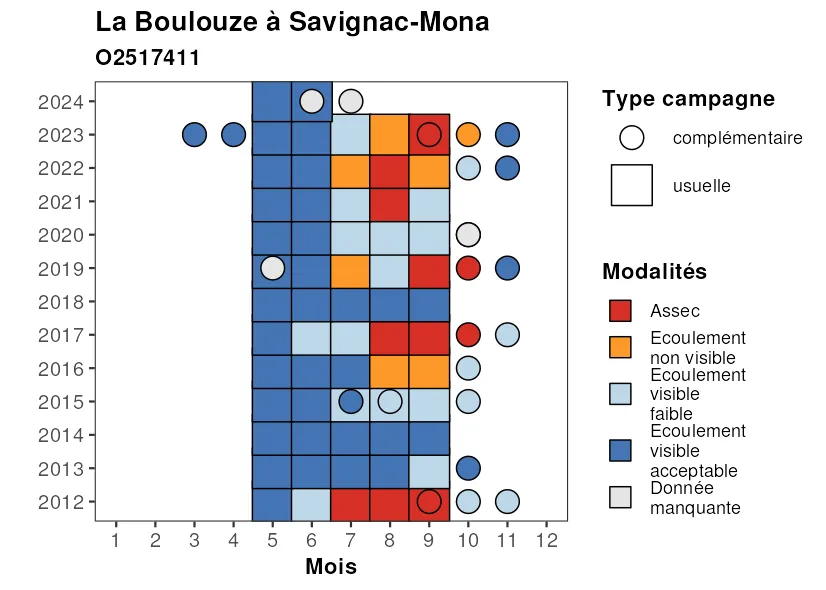 La Boulouze à Savignac-Mona
O2517411
2024
2023
2022
2021
2020
2019
2018
2017
2016
2015
2014
2013
2012
1 2 3 4 5 6 7 8 9 10 11 12
Mois
Type campagne
complémentaire
usuelle
Modalités
Assec
Ecoulement
non visible
Ecoulement
visible
faible
Ecoulement
visible
acceptable
Donnée
manquante